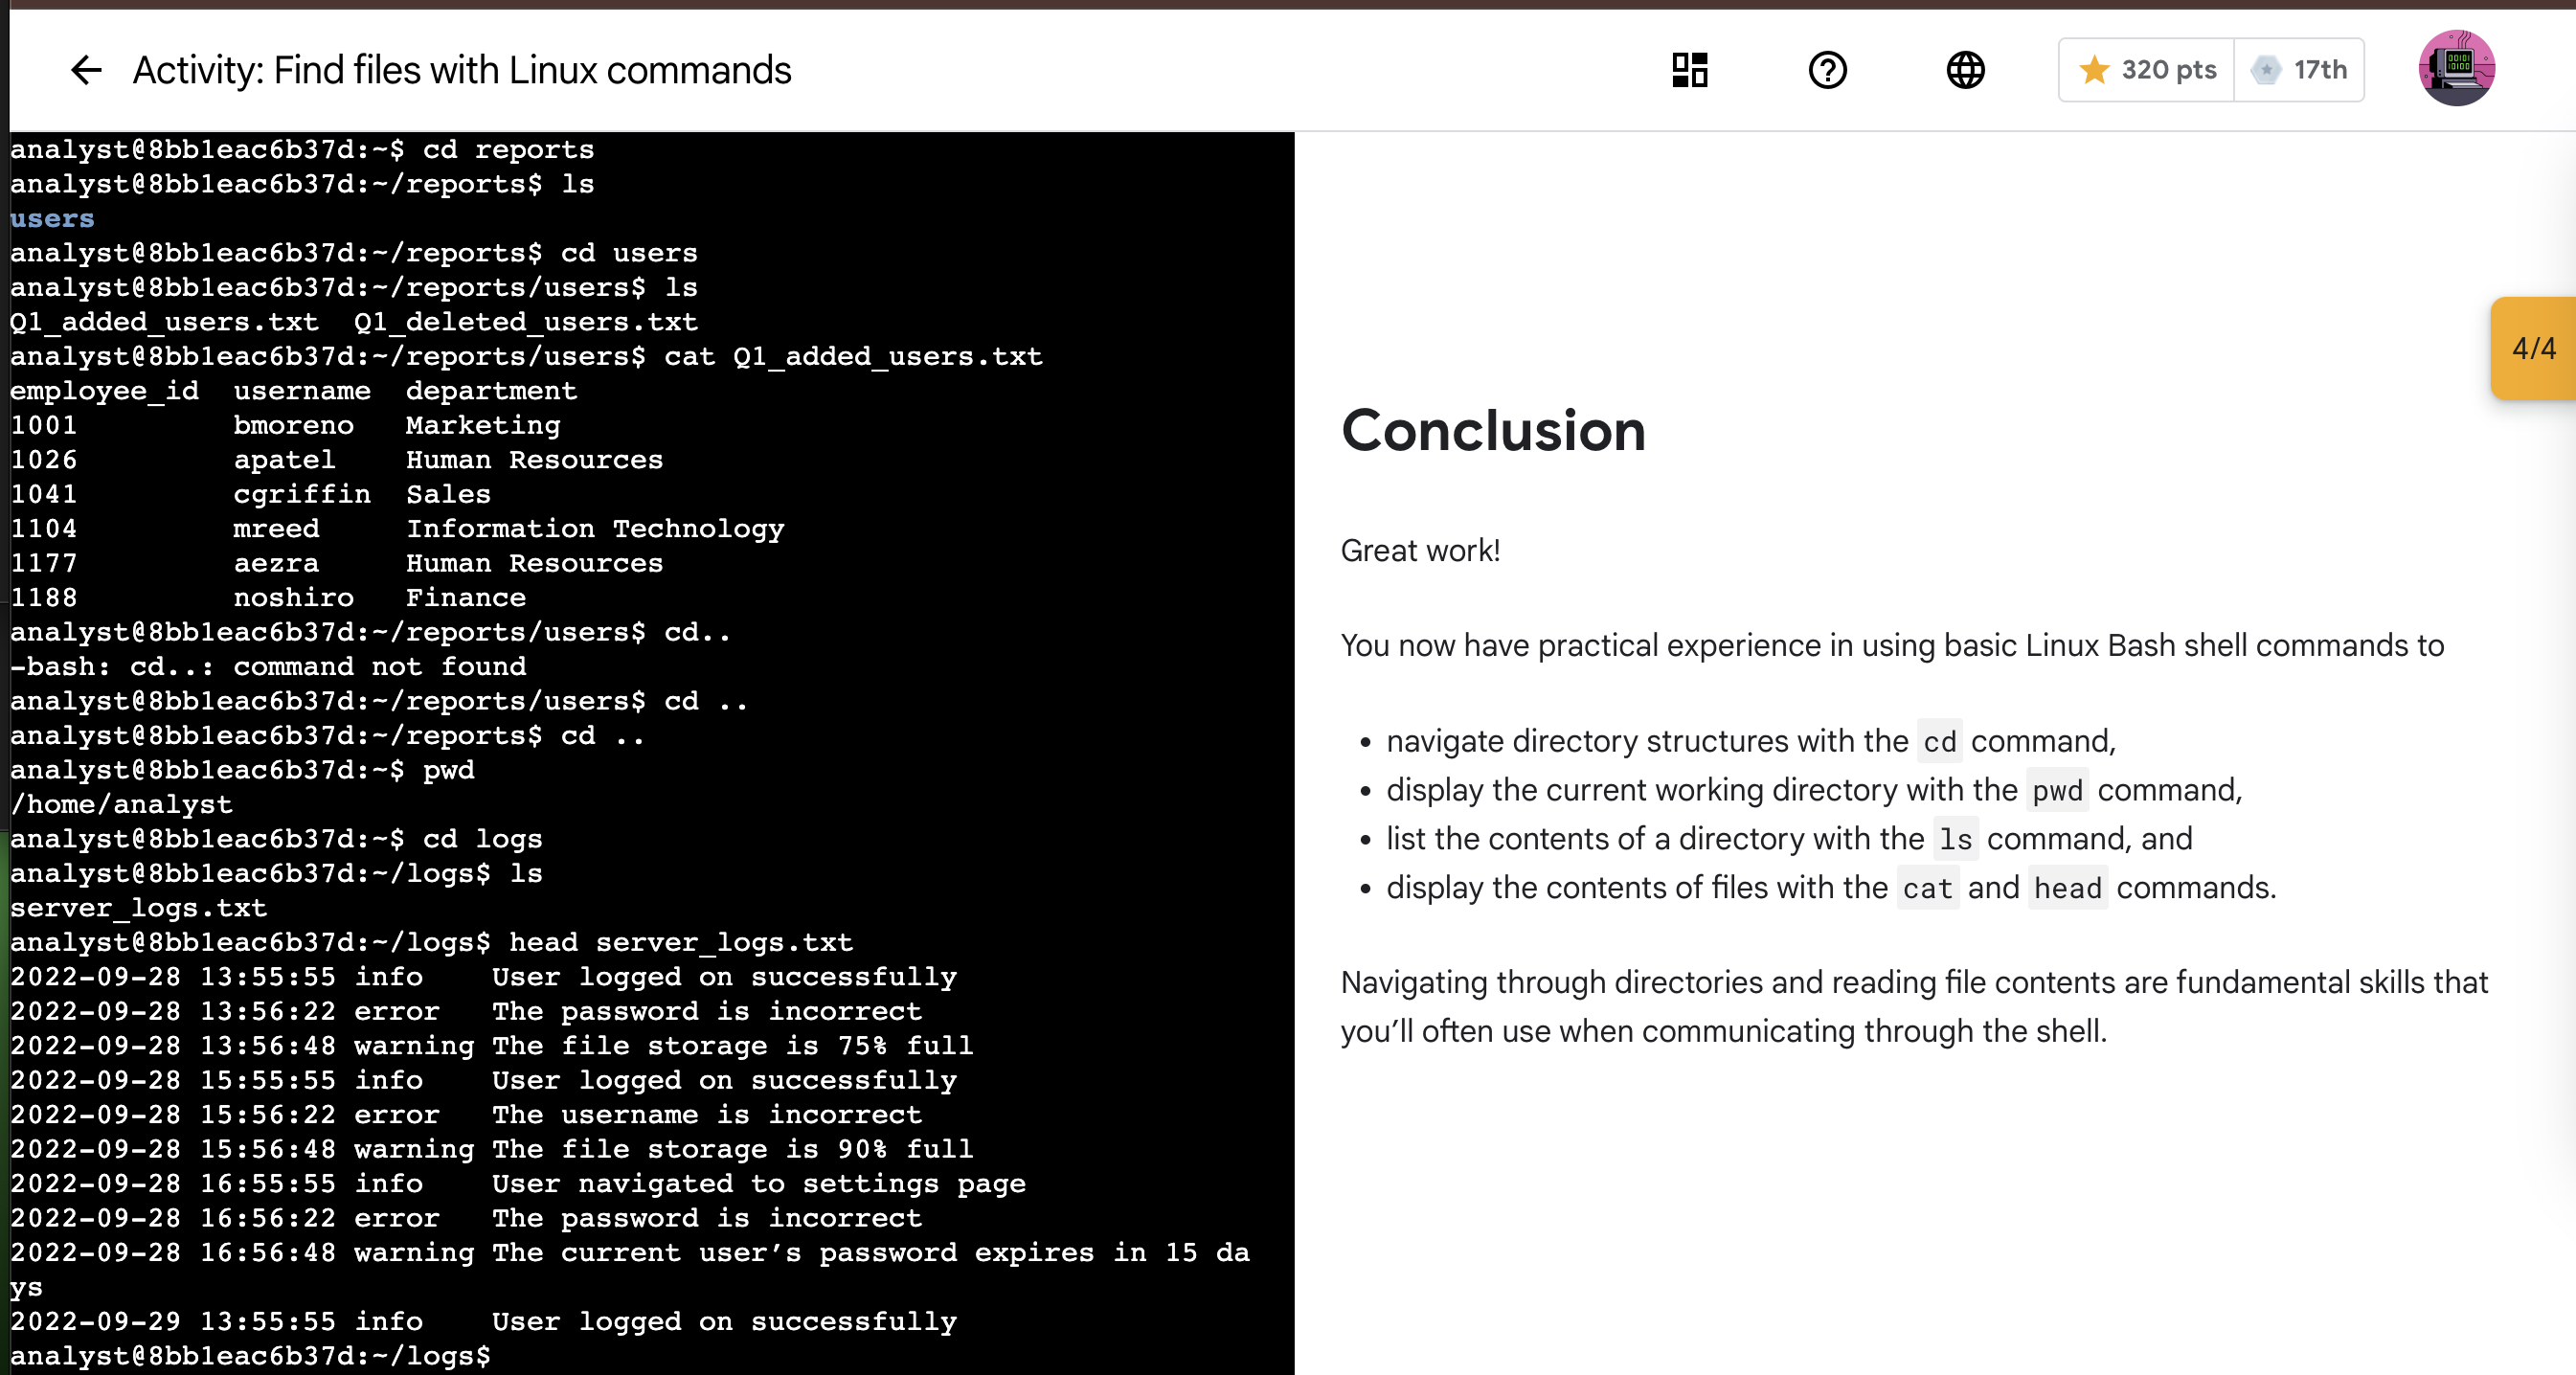 Activity: Find files with Linux commands
320 pts
17th
analyst@8bb1eac6b37d:~$ cd reports
analyst@8bb1eac6b37d:~/reports$ ls
users
analyst@8bb1eac6b37d:~/reports$ cd users
analyst@8bb1eac6b37d:~/reports/users$ ls
Q1_added_users.txt  Q1_deleted_users.txt
analyst@8bb1eac6b37d:~/reports/users$ cat Q1_added_users.txt
employee_id  username  department
1001         bmoreno   Marketing
1026         apatel    Human Resources
1041         cgriffin  Sales
1104         mreed     Information Technology
1177         aezra     Human Resources
1188         noshiro   Finance
analyst@8bb1eac6b37d:~/reports/users$ cd..
-bash: cd..: command not found
analyst@8bb1eac6b37d:~/reports/users$ cd ..
analyst@8bb1eac6b37d:~/reports$ cd ..
analyst@8bb1eac6b37d:~$ pwd
/home/analyst
analyst@8bb1eac6b37d:~$ cd logs
analyst@8bb1eac6b37d:~/logs$ ls
server_logs.txt
analyst@8bb1eac6b37d:~/logs$ head server_logs.txt
2022-09-28 13:55:55 info    User logged on successfully
2022-09-28 13:56:22 error   The password is incorrect
2022-09-28 13:56:48 warning The file storage is 75% full
2022-09-28 15:55:55 info    User logged on successfully
2022-09-28 15:56:22 error   The username is incorrect
2022-09-28 15:56:48 warning The file storage is 90% full
2022-09-28 16:55:55 info    User navigated to settings page
2022-09-28 16:56:22 error   The password is incorrect
2022-09-28 16:56:48 warning The current user’s password expires in 15 da
ys
2022-09-29 13:55:55 info    User logged on successfully
analyst@8bb1eac6b37d:~/logs$
4/4
Conclusion
Great work!
You now have practical experience in using basic Linux Bash shell commands to
• navigate directory structures with the cd command,
• display the current working directory with the pwd command,
• list the contents of a directory with the ls command, and
• display the contents of files with the cat and head commands.
Navigating through directories and reading file contents are fundamental skills that
you’ll often use when communicating through the shell.